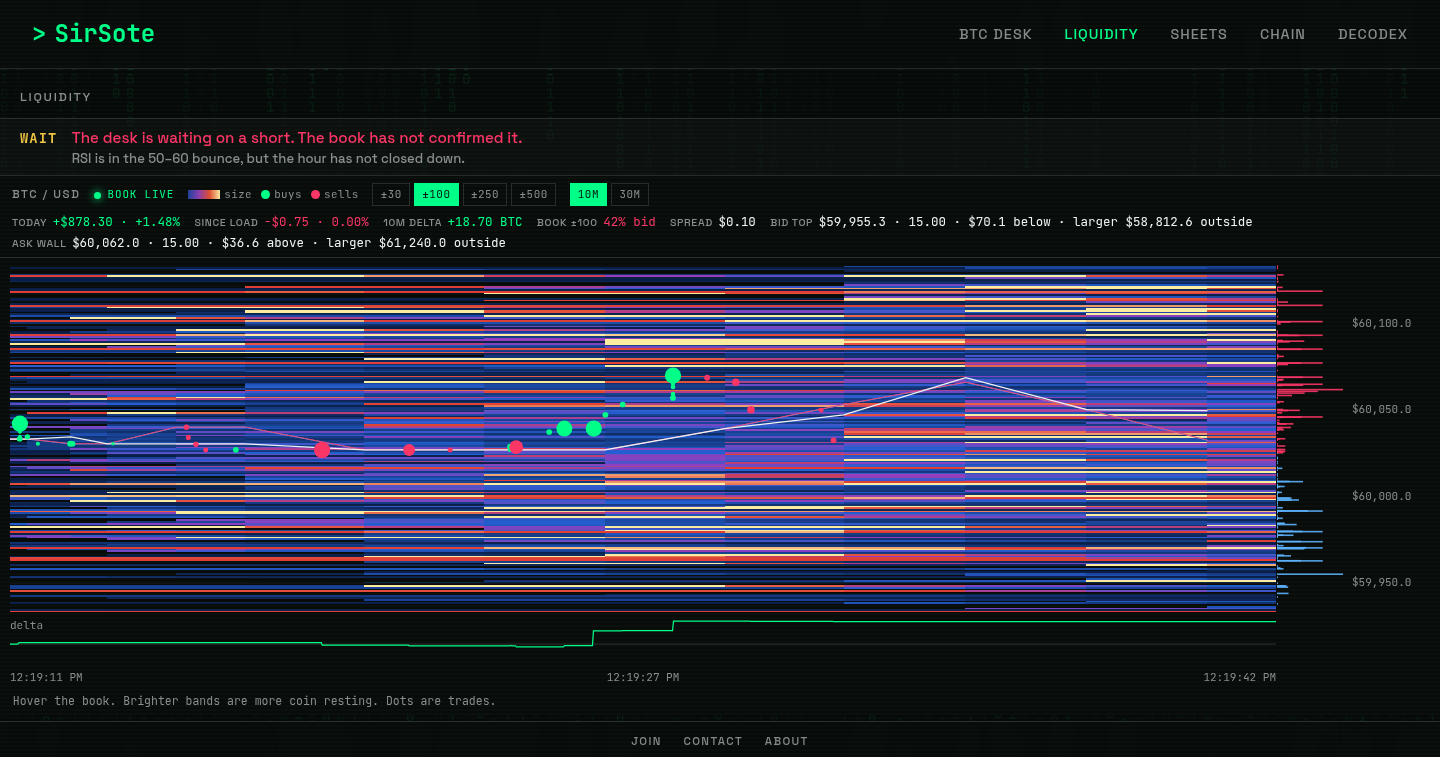 > SirSote
BTC DESK LIQUIDITY SHEETS CHAIN DECODEX
LIQUIDITY
WAIT The desk is waiting on a short. The book has not confirmed it.
RSI is in the 50–60 bounce, but the hour has not closed down.
BTC / USD BOOK LIVE size buys sells ±30 ±100 ±250 ±500 10M 30M
TODAY +$878.30 · +1.48% SINCE LOAD -$0.75 · 0.00% 10M DELTA +18.70 BTC BOOK ±100 42% bid SPREAD $0.10 BID TOP $59,955.3 · 15.00 · $70.1 below · larger $58,812.6 outside
ASK WALL $60,062.0 · 15.00 · $36.6 above · larger $61,240.0 outside
$60,100.0
$60,050.0
$60,000.0
$59,950.0
delta
12:19:11 PM 12:19:27 PM 12:19:42 PM
Hover the book. Brighter bands are more coin resting. Dots are trades.
JOIN CONTACT ABOUT